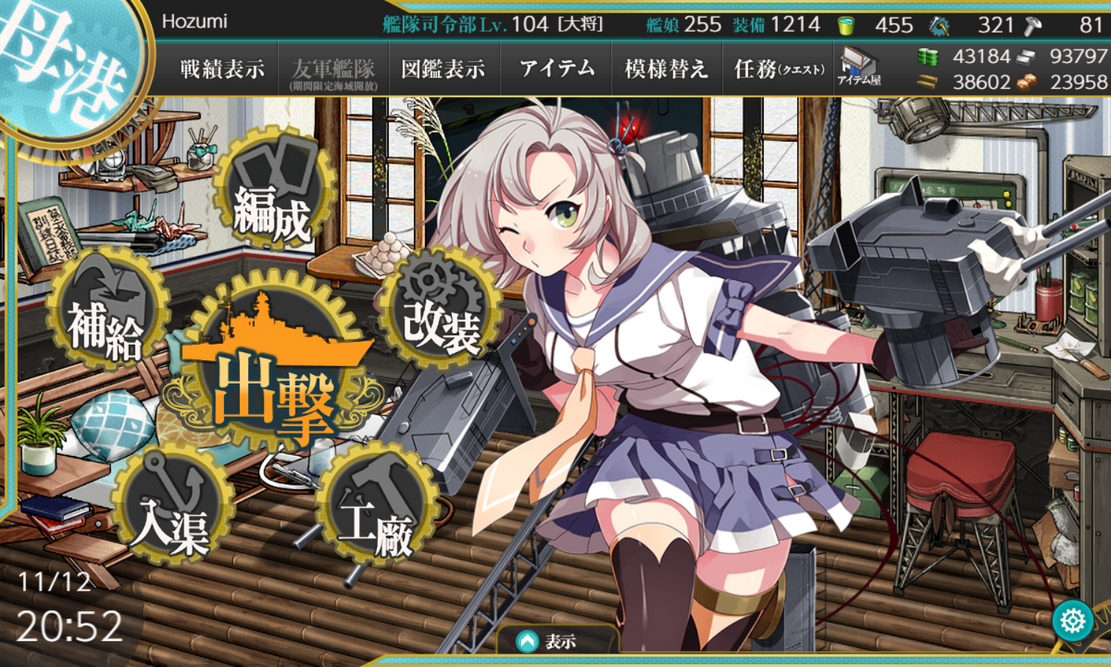 母港
Hozumi
艦隊司令部Lv. 104 [大将]
艦娘 255 装備 1214
455
321
81
戦績表示
友軍艦隊
(期間限定海域開放)
図鑑表示
アイテム
模様替え
任務(クエスト)
アイテム屋
43184
93797
38602
23958
編成
補給
出撃
改装
入渠
工廠
11/12
20:52
表示